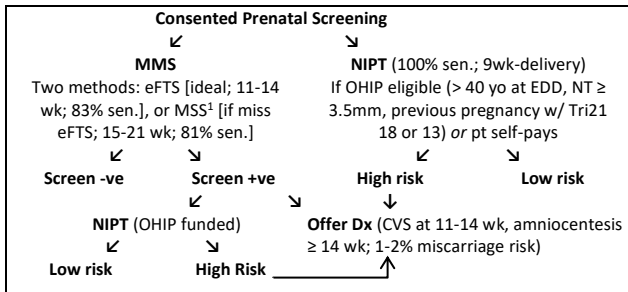 Consented Prenatal Screening
↙ ↘
MMS
Two methods: eFTS [ideal; 11-
14 wk; 83% sen.], or MSS¹ [if miss
eFTS; 15-21 wk; 81% sen.]
↙ ↘
Screen -ve Screen +ve
NIPT (100% sen.; 9wk-delivery)
If OHIP eligible (> 40 yo at EDD, NT ≥
3.5mm, previous pregnancy w/ Tri21
18 or 13) or pt self-pays
↙ ↘
High risk Low risk
↙ ↘ ↓
NIPT (OHIP funded)
↙ ↘
Low risk High Risk
Offer Dx (CVS at 11-14 wk, amniocentesis
≥ 14 wk; 1-2% miscarriage risk)